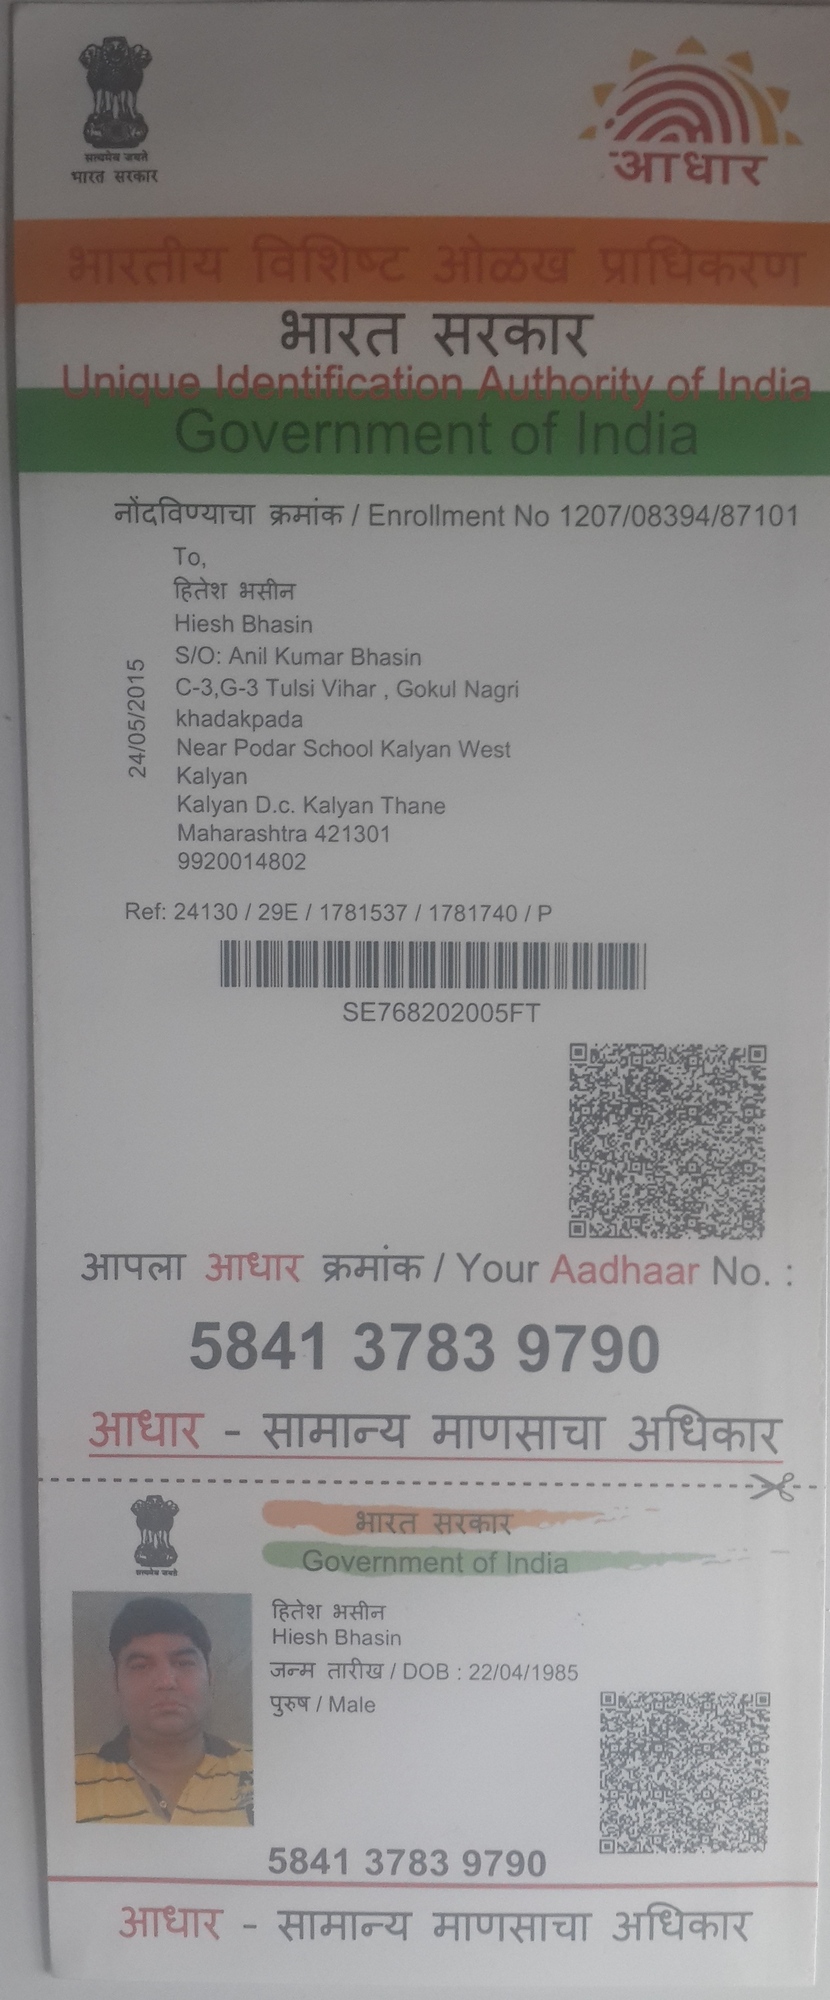 सत्यमेव जयते
भारत सरकार
आधार
भारतीय विशिष्ट ओळख प्राधिकरण
भारत सरकार
Unique Identification Authority of India
Government of India
नोंदविण्याचा क्रमांक / Enrollment No 1207/08394/87101
To,
हितेश भसीन
Hiesh Bhasin
S/O: Anil Kumar Bhasin
C-3,G-3 Tulsi Vihar , Gokul Nagri
khadakpada
Near Podar School Kalyan West
Kalyan
Kalyan D.c. Kalyan Thane
Maharashtra 421301
9920014802
24/05/2015
Ref: 24130 / 29E / 1781537 / 1781740 / P
SE768202005FT
आपला आधार क्रमांक / Your Aadhaar No. :
5841 3783 9790
आधार - सामान्य माणसाचा अधिकार
सत्यमेव जयते
भारत सरकार
Government of India
हितेश भसीन
Hiesh Bhasin
जन्म तारीख / DOB : 22/04/1985
पुरुष / Male
5841 3783 9790
आधार - सामान्य माणसाचा अधिकार